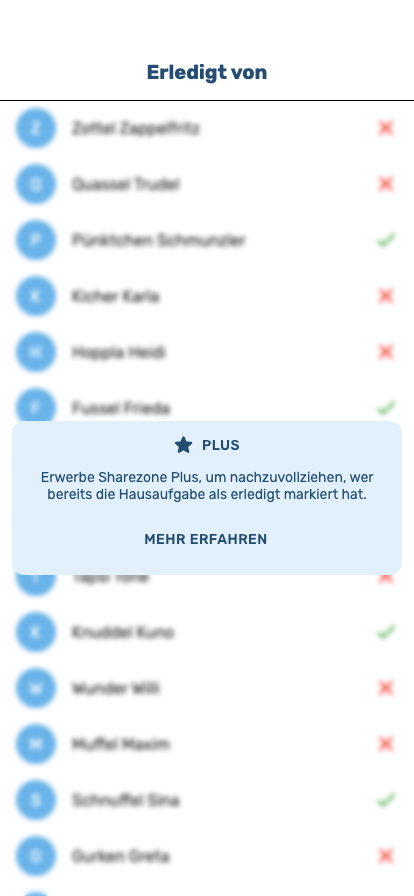 Erledigt von
Z Zottel Zappelfritz
Q Quassel Trudel
P Pünktchen Schmunzler
K Kicher Karla
H Hoppla Heidi
F Fussel Frieda
PLUS
Erwerbe Sharezone Plus, um nachzuvollziehen, wer
bereits die Hausaufgabe als erledigt markiert hat.
MEHR ERFAHREN
T Tapsi Toni
K Knuddel Kuno
W Wunder Willi
M Muffel Maxim
S Schnuffel Sina
G Gurken Greta